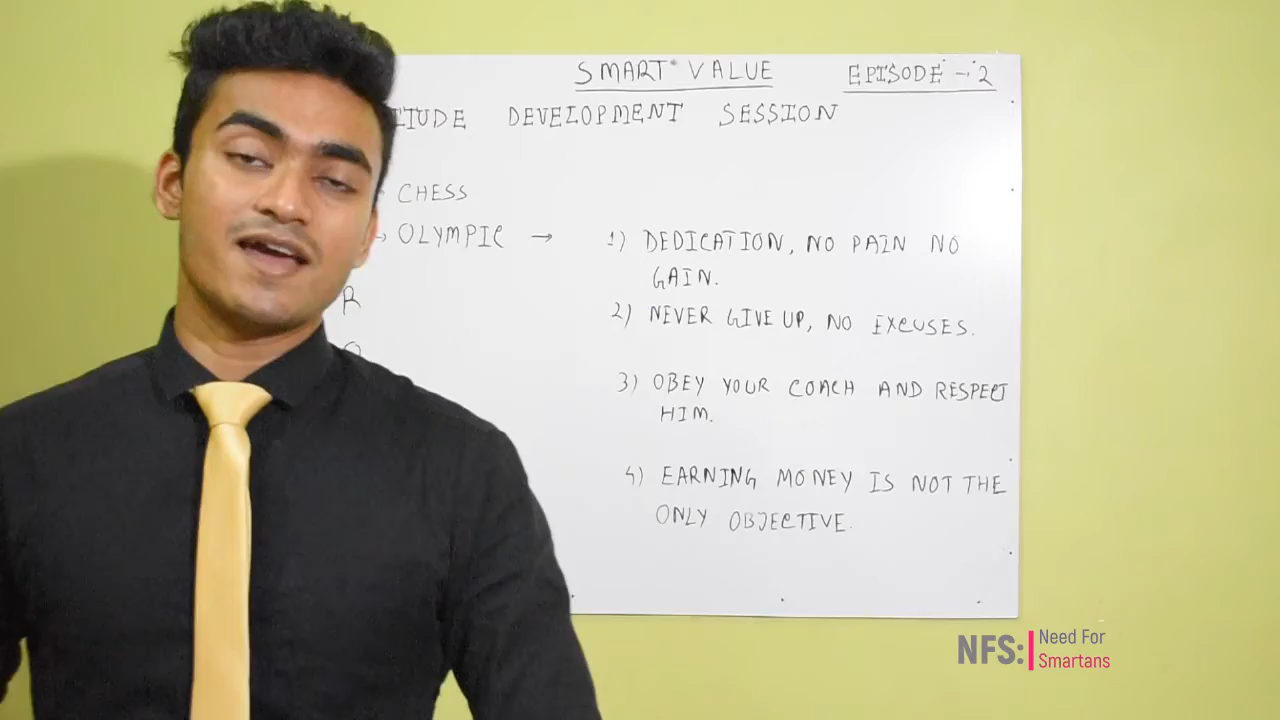 SMART VALUE EPISODE → 2
ITUDE DEVELOPMENT SESSION
→ CHESS
→ OLYMPIC → 1) DEDICATION, NO PAIN NO
GAIN.
R
2) NEVER GIVE UP, NO EXCUSES.
O
3) OBEY YOUR COACH AND RESPECT
HIM.
4) EARNING MONEY IS NOT THE
ONLY OBJECTIVE.
NFS: Need For
Smartans